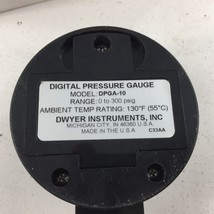 DIGITAL PRESSURE GAUGE
MODEL: DPGA-10
RANGE: 0 to 300 psig
AMBIENT TEMP RATING: 130°F (55°C)
DWYER INSTRUMENTS, INC
MICHIGAN CITY, IN 46360 U.S.A
MADE IN THE U.S.A. C33AA